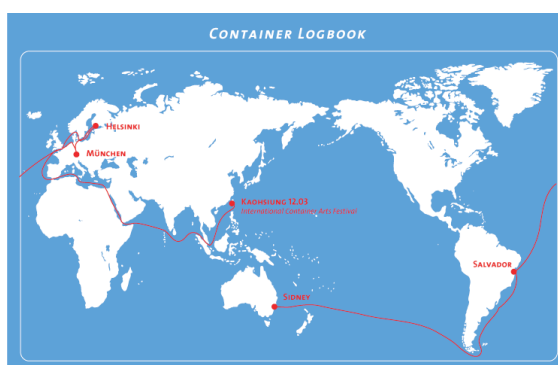 CONTAINER LOGBOOK
HELSINKI
MÜNCHEN
KAOHSIUNG 12.03
International Container Arts Festival
SALVADOR
SIDNEY